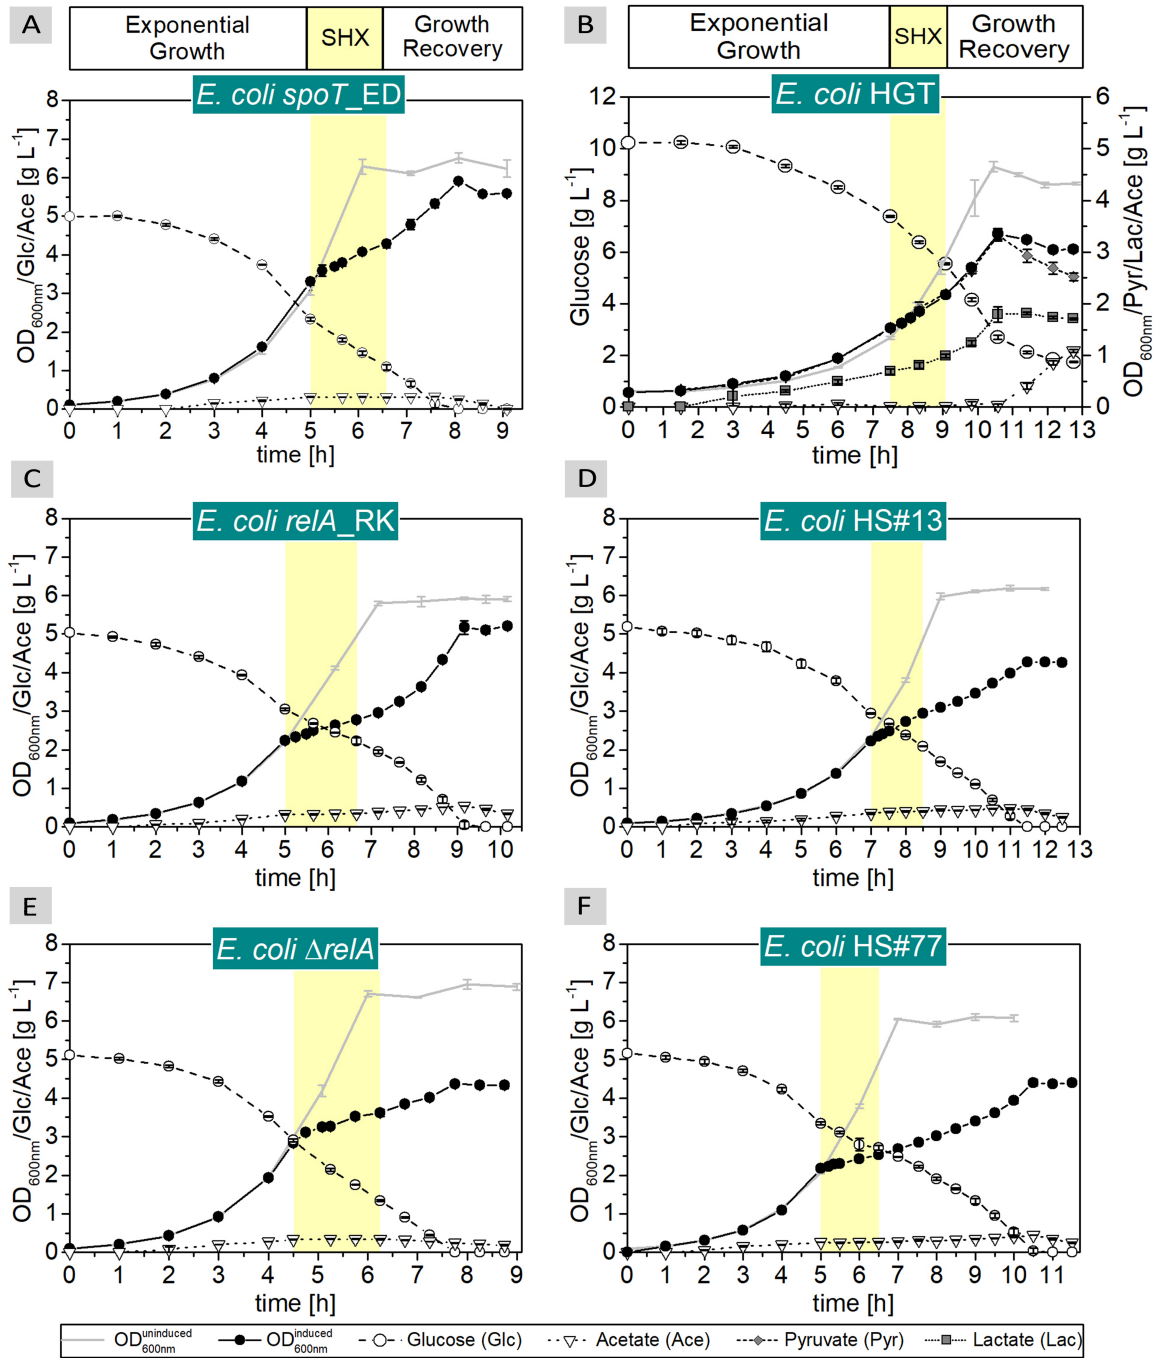 A
Exponential Growth
SHX
Growth Recovery
E. coli spoT_ED
OD600nm/Glc/Ace [g L-1]
8
7
6
5
4
3
2
1
0
0 1 2 3 4 5 6 7 8 9
time [h]
B
Exponential Growth
SHX
Growth Recovery
E. coli HGT
Glucose [g L-1]
12
10
8
6
4
2
0
6
5
4
3
2
1
0
OD600nm/Pyr/Lac/Ace [g L-1]
0 1 2 3 4 5 6 7 8 9 10 11 12 13
time [h]
C
E. coli relA_RK
OD600nm/Glc/Ace [g L-1]
8
7
6
5
4
3
2
1
0
0 1 2 3 4 5 6 7 8 9 10
time [h]
D
E. coli HS#13
OD600nm/Glc/Ace [g L-1]
8
7
6
5
4
3
2
1
0
0 1 2 3 4 5 6 7 8 9 10 11 12 13
time [h]
E
E. coli ΔrelA
OD600nm/Glc/Ace [g L-1]
8
7
6
5
4
3
2
1
0
0 1 2 3 4 5 6 7 8 9
time [h]
F
E. coli HS#77
OD600nm/Glc/Ace [g L-1]
8
7
6
5
4
3
2
1
0
0 1 2 3 4 5 6 7 8 9 10 11
time [h]
OD600nm uninduced OD600nm induced Glucose (Glc) Acetate (Ace) Pyruvate (Pyr) Lactate (Lac)